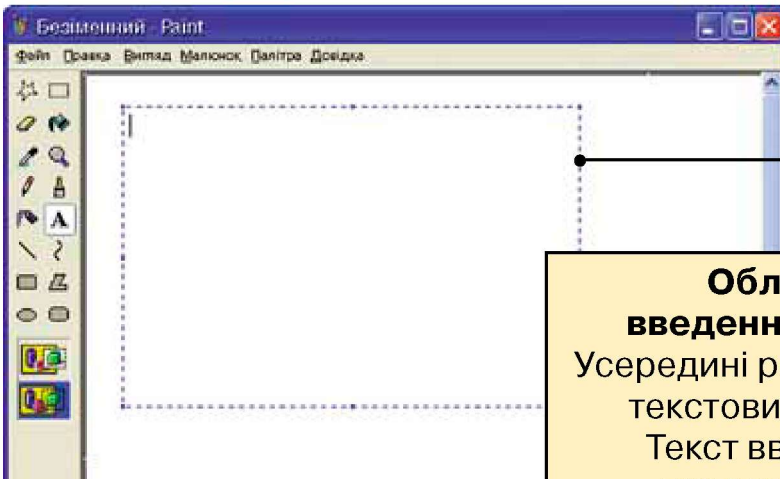 Безіменний - Paint
Файл Правка Вигляд Малюнок Палітра Довідка
A
Обл
введенн
Усередині р
текстови
Текст вв